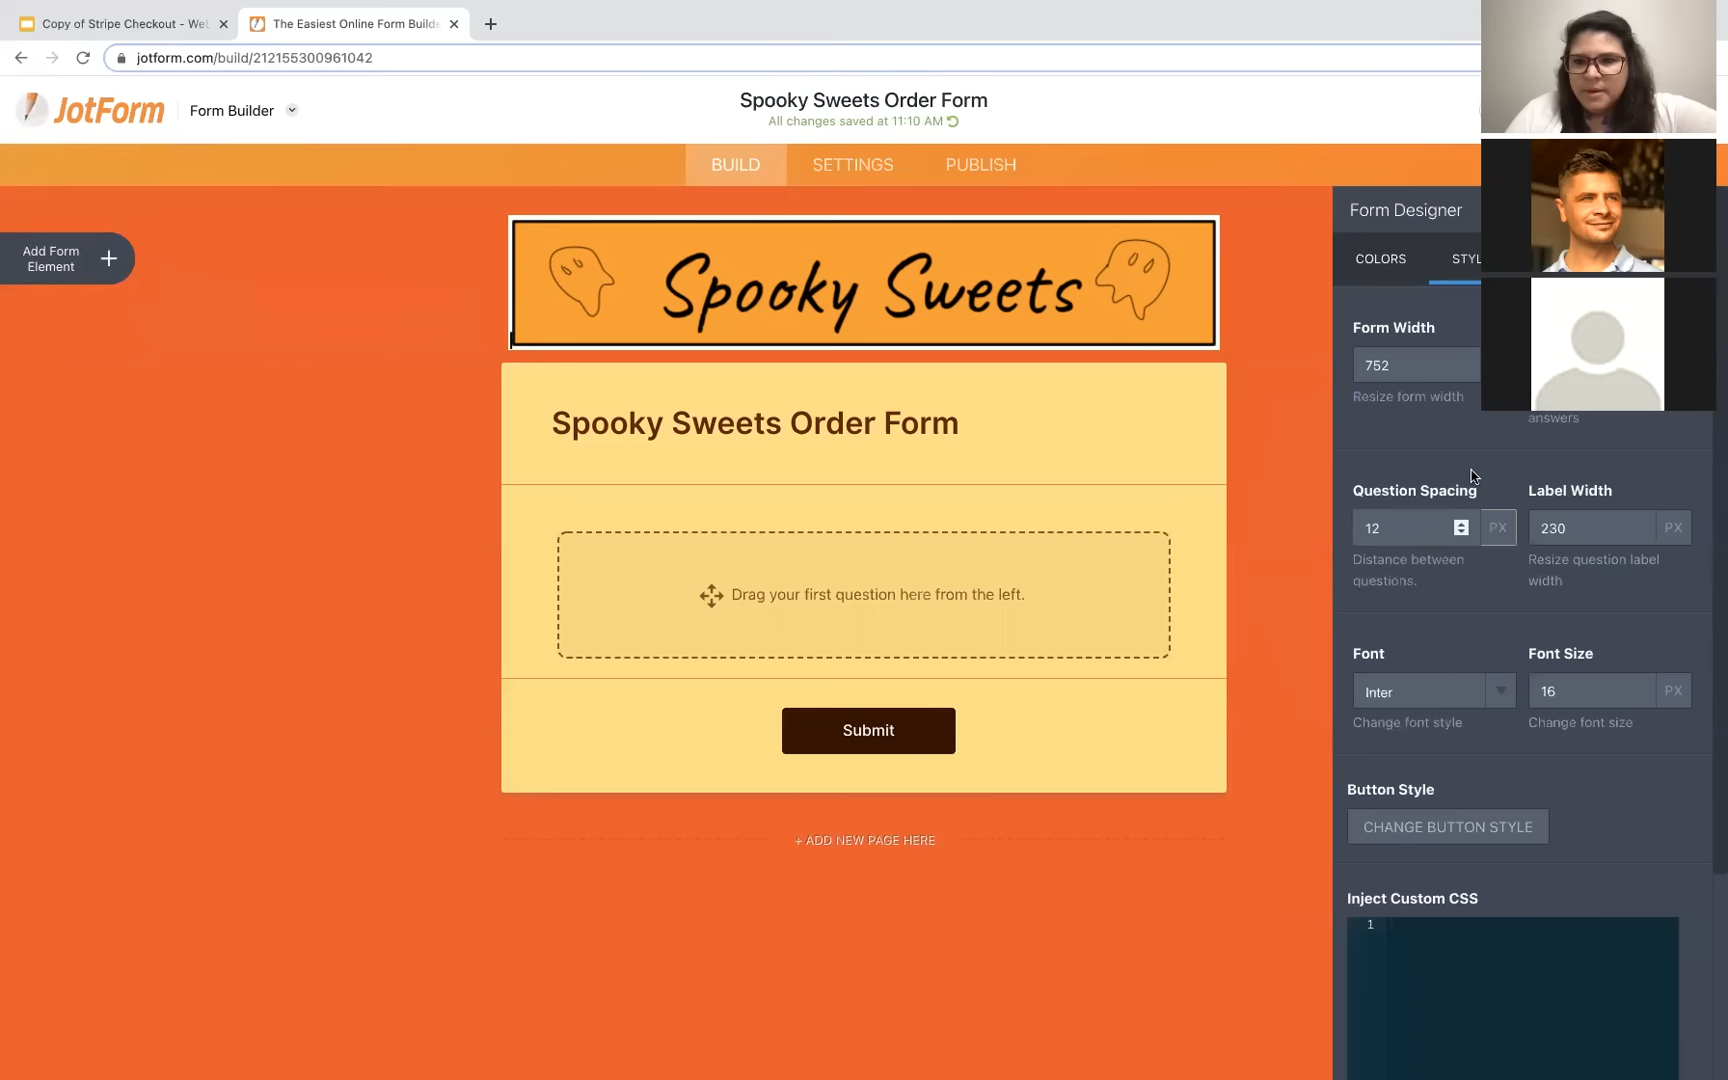 Copy of Stripe Checkout - We
The Easiest Online Form Builde
jotform.com/build/212155300961042
JotForm
Form Builder
Spooky Sweets Order Form
All changes saved at 11:10 AM
BUILD
SETTINGS
PUBLISH
Add Form
Element
Spooky Sweets
Spooky Sweets Order Form
Drag your first question here from the left.
Submit
+ ADD NEW PAGE HERE
Form Designer
COLORS
STYL
Form Width
752
Resize form width
answers
Question Spacing
Label Width
12
PX
230
PX
Distance between
questions.
Resize question label
width
Font
Font Size
Inter
16
PX
Change font style
Change font size
Button Style
CHANGE BUTTON STYLE
Inject Custom CSS
1